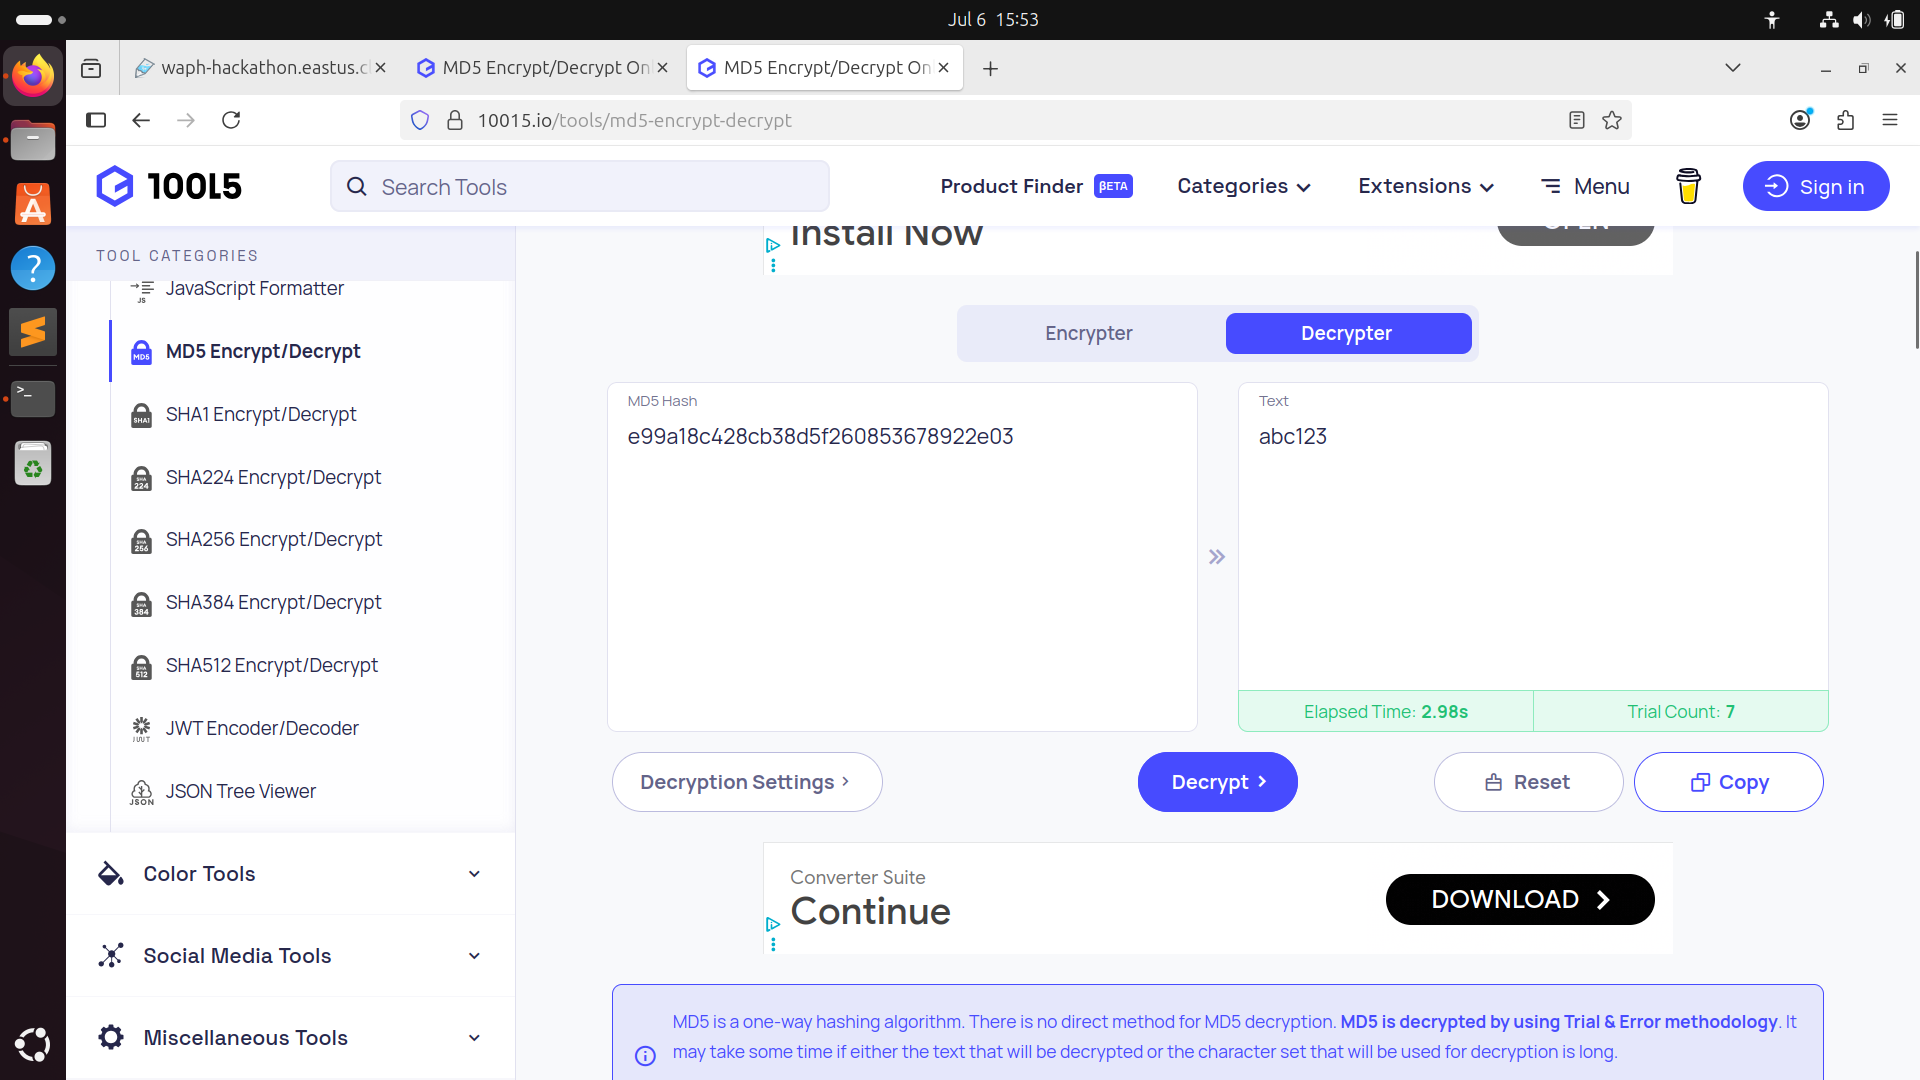 Jul 6 15:53
waph-hackathon.eastus.cl
MD5 Encrypt/Decrypt On
MD5 Encrypt/Decrypt On
10015.io/tools/md5-encrypt-decrypt
10015
Search Tools
Product Finder BETA
Categories
Extensions
Menu
Sign in
TOOL CATEGORIES
JavaScript Formatter
MD5 Encrypt/Decrypt
SHA1 Encrypt/Decrypt
SHA224 Encrypt/Decrypt
SHA256 Encrypt/Decrypt
SHA384 Encrypt/Decrypt
SHA512 Encrypt/Decrypt
JWT Encoder/Decoder
JSON Tree Viewer
Color Tools
Social Media Tools
Miscellaneous Tools
Install Now
OPEN
Encrypter
Decrypter
MD5 Hash
e99a18c428cb38d5f260853678922e03
Text
abc123
Elapsed Time: 2.98s
Trial Count: 7
Decryption Settings
Decrypt
Reset
Copy
Converter Suite
Continue
DOWNLOAD
MD5 is a one-way hashing algorithm. There is no direct method for MD5 decryption. MD5 is decrypted by using Trial & Error methodology. It
may take some time if either the text that will be decrypted or the character set that will be used for decryption is long.